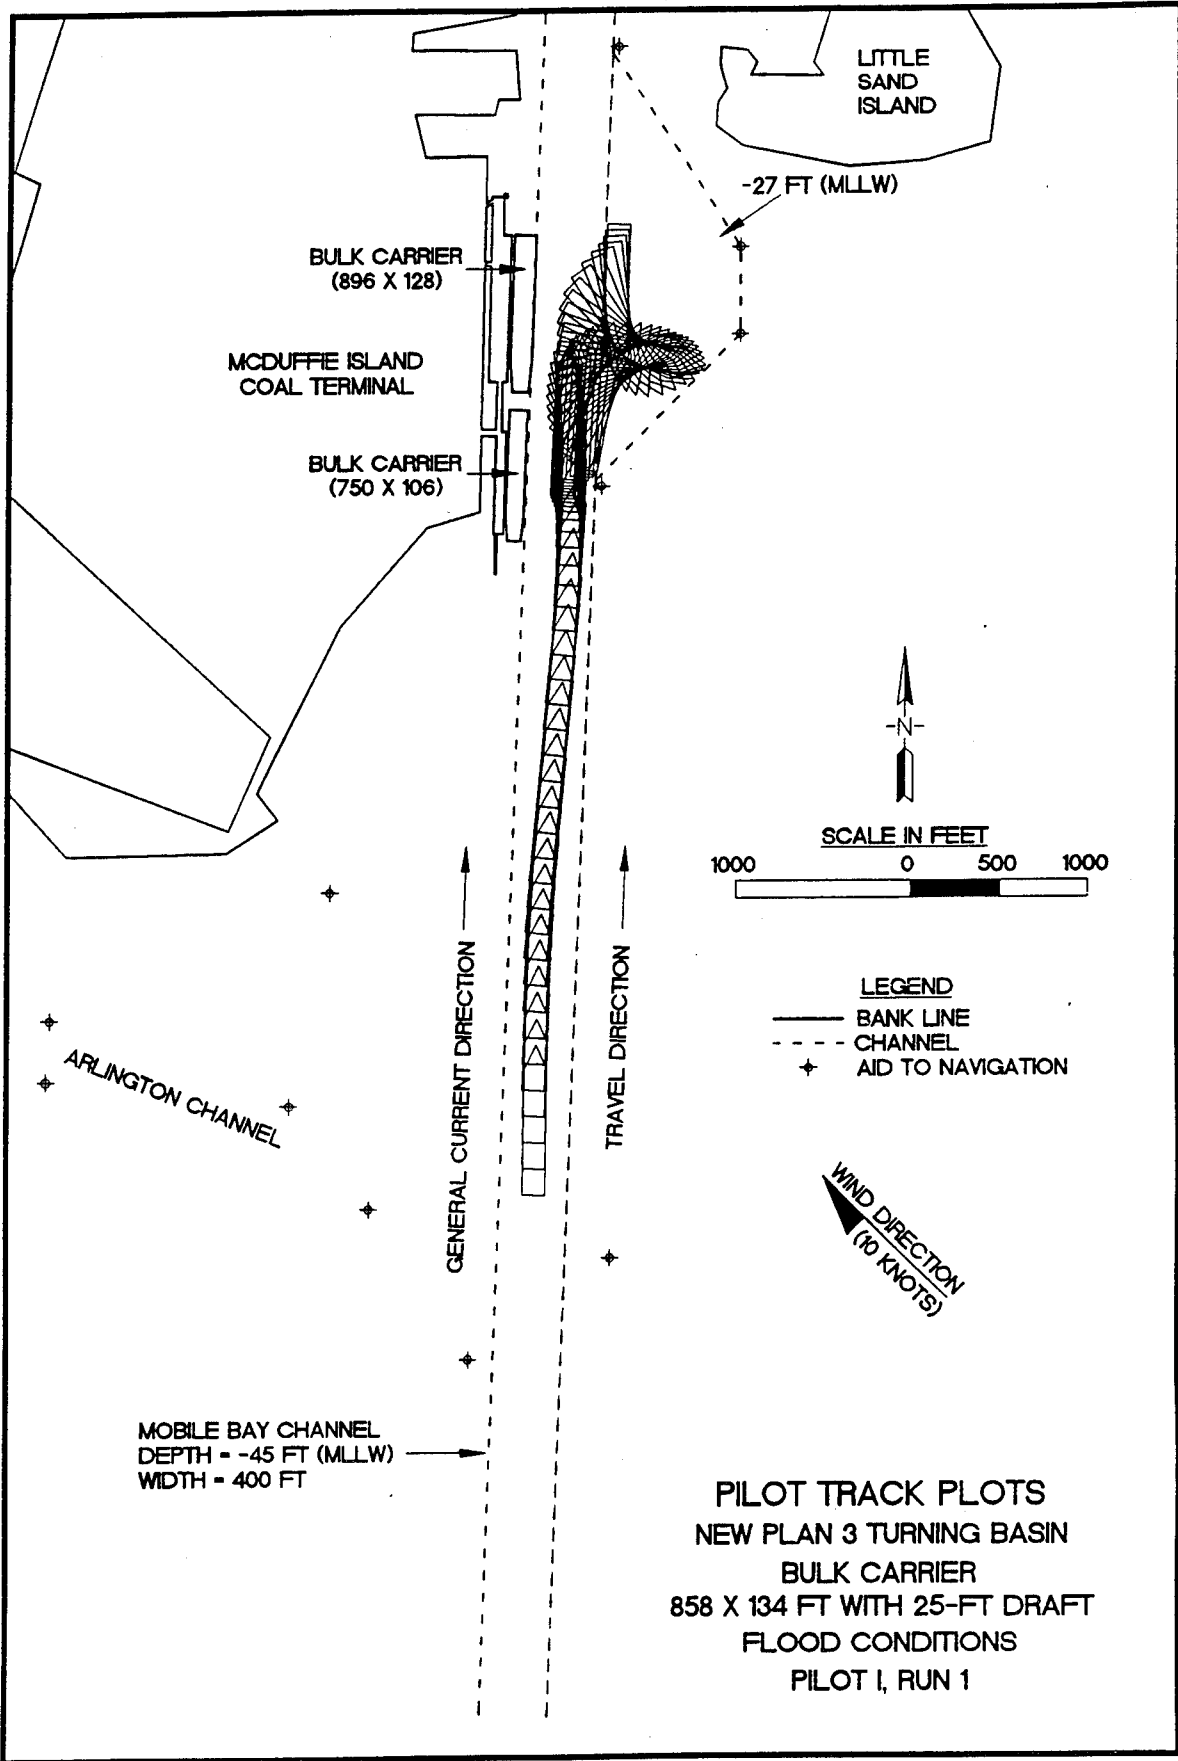 LITTLE
SAND
ISLAND
-27 FT (MLLW)
BULK CARRIER
(896 X 128)
MCDUFFIE ISLAND
COAL TERMINAL
BULK CARRIER
(750 X 106)
-N-
SCALE IN FEET
1000 0 500 1000
GENERAL CURRENT DIRECTION
TRAVEL DIRECTION
LEGEND
BANK LINE
CHANNEL
AID TO NAVIGATION
ARLINGTON CHANNEL
WIND DIRECTION
(10 KNOTS)
MOBILE BAY CHANNEL
DEPTH = -45 FT (MLLW)
WIDTH = 400 FT
PILOT TRACK PLOTS
NEW PLAN 3 TURNING BASIN
BULK CARRIER
858 X 134 FT WITH 25-FT DRAFT
FLOOD CONDITIONS
PILOT I, RUN 1